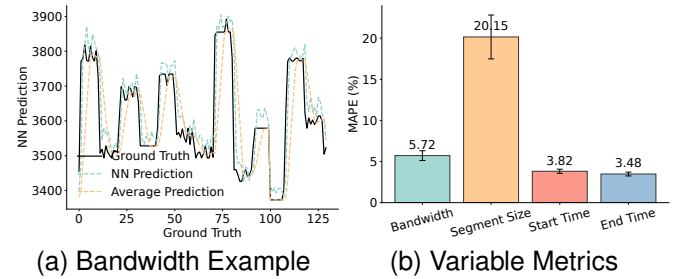 3900
3800
3700
3600
3500
3400
NN Prediction
Ground Truth
NN Prediction
Average Prediction
0 25 50 75 100 125
Ground Truth
(a) Bandwidth Example
20
15
10
5
0
MAPE (%)
5.72
20.15
3.82
3.48
Bandwidth
Segment Size
Start Time
End Time
(b) Variable Metrics